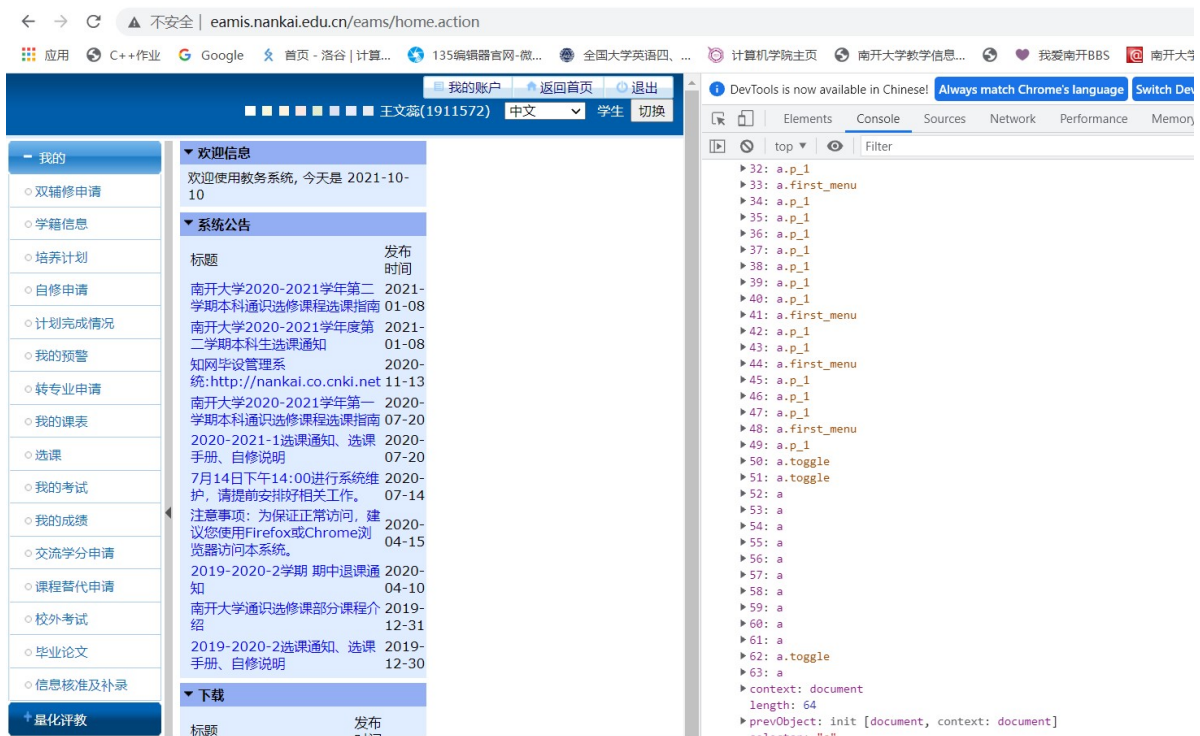 不安全 | eamis.nankai.edu.cn/eams/home.action
应用 C++作业 Google 首页 - 洛谷 | 计算... 135编辑器官网-微... 全国大学英语四、... 计算机学院主页 南开大学教学信息... 我爱南开BBS 南开大学
我的账户 返回首页 退出
王文蕊(1911572) 中文 学生 切换
我的
双辅修申请
学籍信息
培养计划
自修申请
计划完成情况
我的预警
转专业申请
我的课表
选课
我的考试
我的成绩
交流学分申请
课程替代申请
校外考试
毕业论文
信息核准及补录
量化评教
欢迎信息
欢迎使用教务系统, 今天是 2021-10-
10
系统公告
标题 发布
时间
南开大学2020-2021学年第二 2021-
学期本科通识选修课程选课指南 01-08
南开大学2020-2021学年度第 2021-
二学期本科生选课通知 01-08
知网毕设管理系 2020-
统:http://nankai.co.cnki.net 11-13
南开大学2020-2021学年第一 2020-
学期本科通识选修课程选课指南 07-20
2020-2021-1选课通知、选课 2020-
手册、自修说明 07-20
7月14日下午14:00进行系统维 2020-
护，请提前安排好相关工作。 07-14
注意事项：为保证正常访问，建
议您使用Firefox或Chrome浏 2020-
览器访问本系统。 04-15
2019-2020-2学期 期中退课通 2020-
知 04-10
南开大学通识选修课部分课程介 2019-
绍 12-31
2019-2020-2选课通知、选课 2019-
手册、自修说明 12-30
下载
标题 发布
DevTools is now available in Chinese! Always match Chrome's language Switch Dev
Elements Console Sources Network Performance Memory
top Filter
32: a.p_1
33: a.first_menu
34: a.p_1
35: a.p_1
36: a.p_1
37: a.p_1
38: a.p_1
39: a.p_1
40: a.p_1
41: a.first_menu
42: a.p_1
43: a.p_1
44: a.first_menu
45: a.p_1
46: a.p_1
47: a.p_1
48: a.first_menu
49: a.p_1
50: a.toggle
51: a.toggle
52: a
53: a
54: a
55: a
56: a
57: a
58: a
59: a
60: a
61: a
62: a.toggle
63: a
context: document
length: 64
prevObject: init [document, context: document]